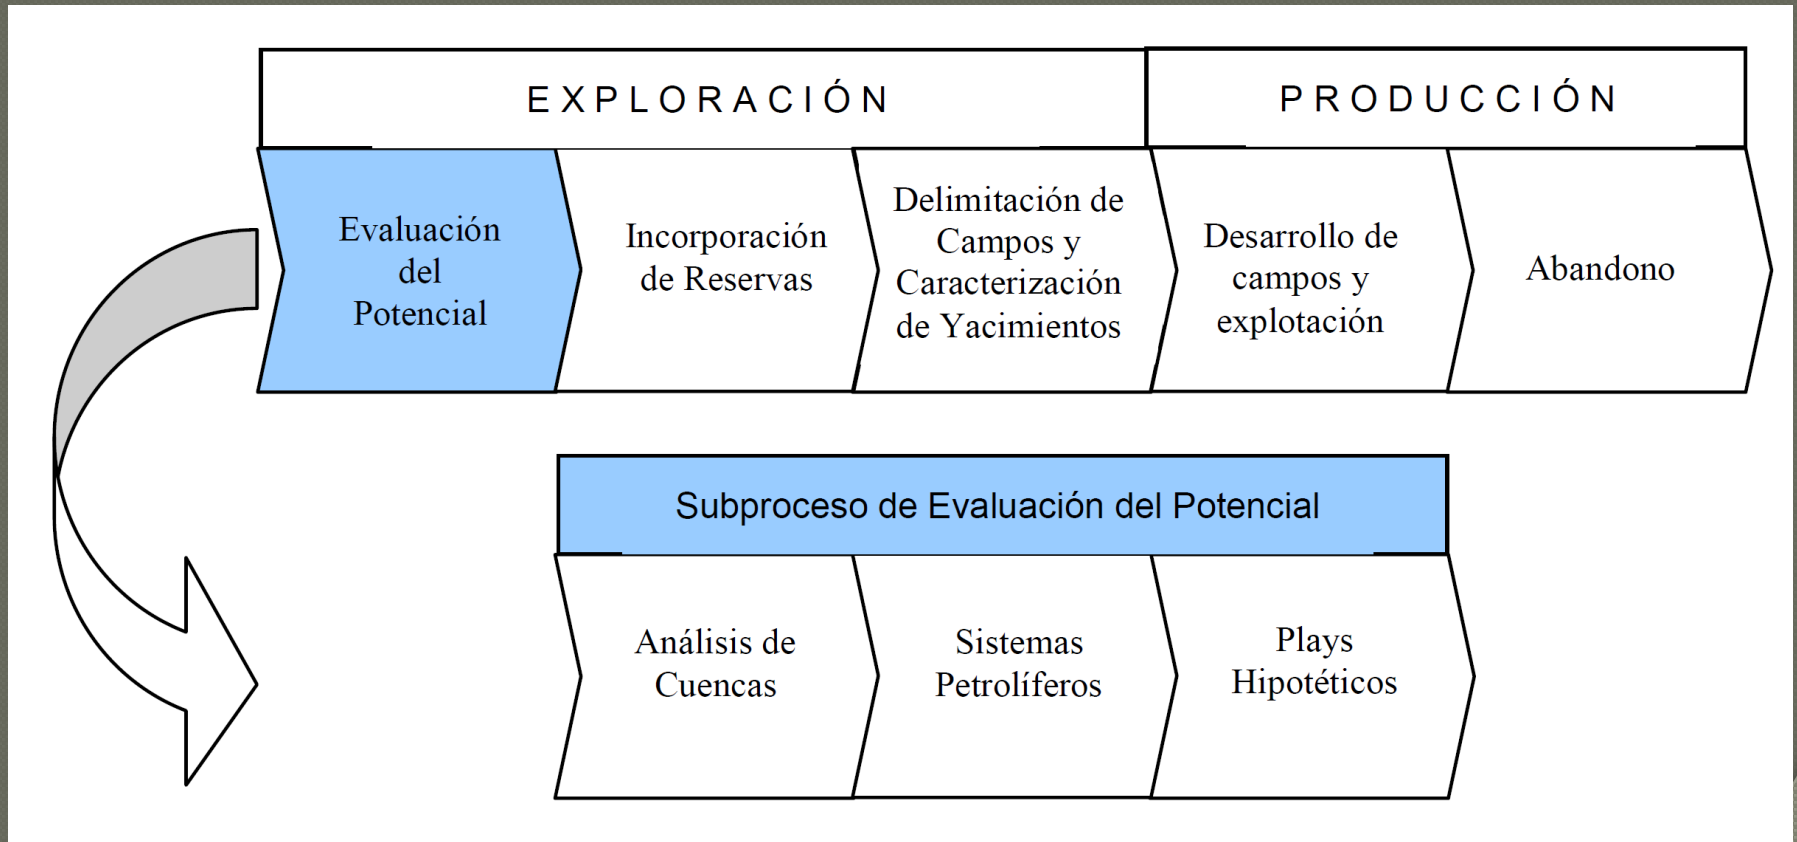 EXPLORACIÓN
PRODUCCIÓN
Evaluación
del
Potencial
Incorporación
de Reservas
Delimitación de
Campos y
Caracterización
de Yacimientos
Desarrollo de
campos y
explotación
Abandono
Subproceso de Evaluación del Potencial
Análisis de
Cuencas
Sistemas
Petrolíferos
Plays
Hipotéticos